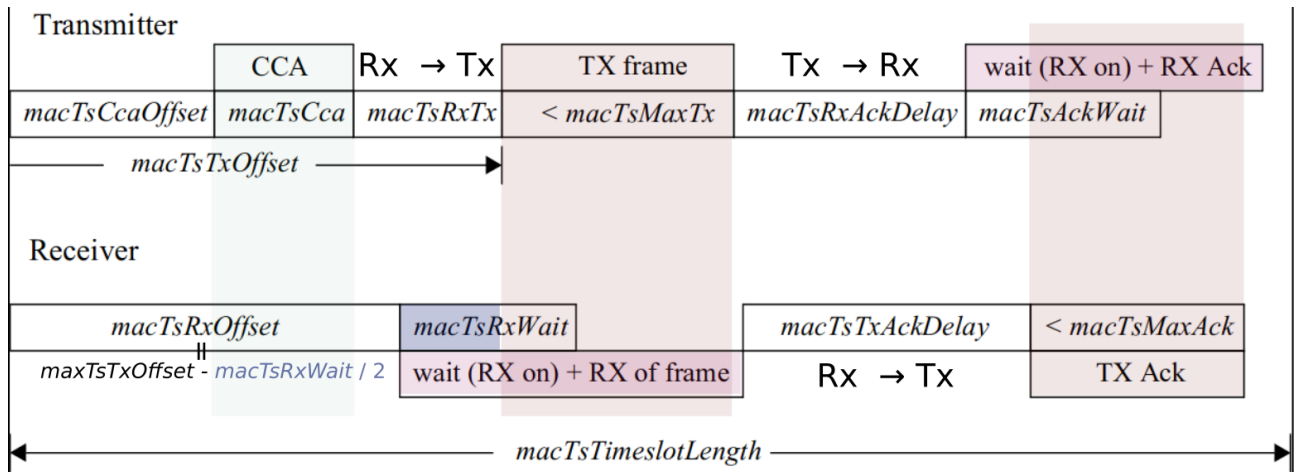 Transmitter
CCA Rx → Tx TX frame Tx → Rx wait (RX on) + RX Ack
macTsCcaOffset macTsCca macTsRxTx < macTsMaxTx macTsRxAckDelay macTsAckWait
macTsTxOffset
Receiver
macTsRxOffset macTsRxWait macTsTxAckDelay < macTsMaxAck
=
maxTsTxOffset - macTsRxWait / 2 wait (RX on) + RX of frame Rx → Tx TX Ack
macTsTimeslotLength